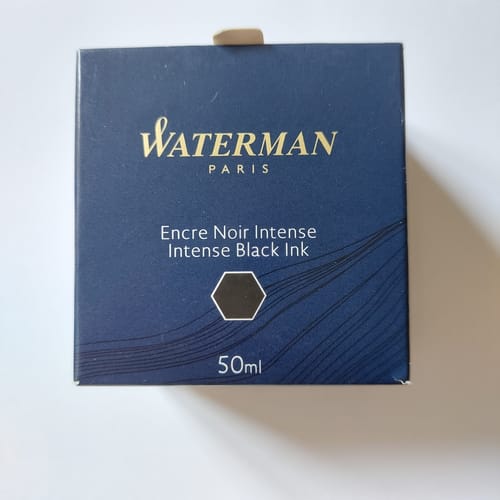 WATERMAN
PARIS
Encre Noir Intense
Intense Black Ink
50ml